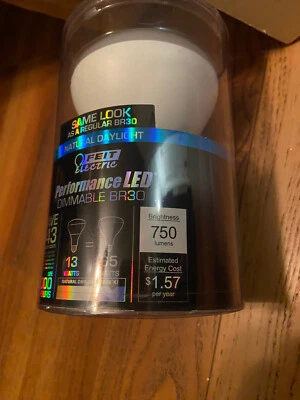 SAME LOOK
AS A REGULAR BR30
NATURAL DAYLIGHT
FEIT
electric
Performance LED
DIMMABLE BR30
Brightness
750
lumens
Estimated
Energy Cost
$1.57
per year
13
WATTS